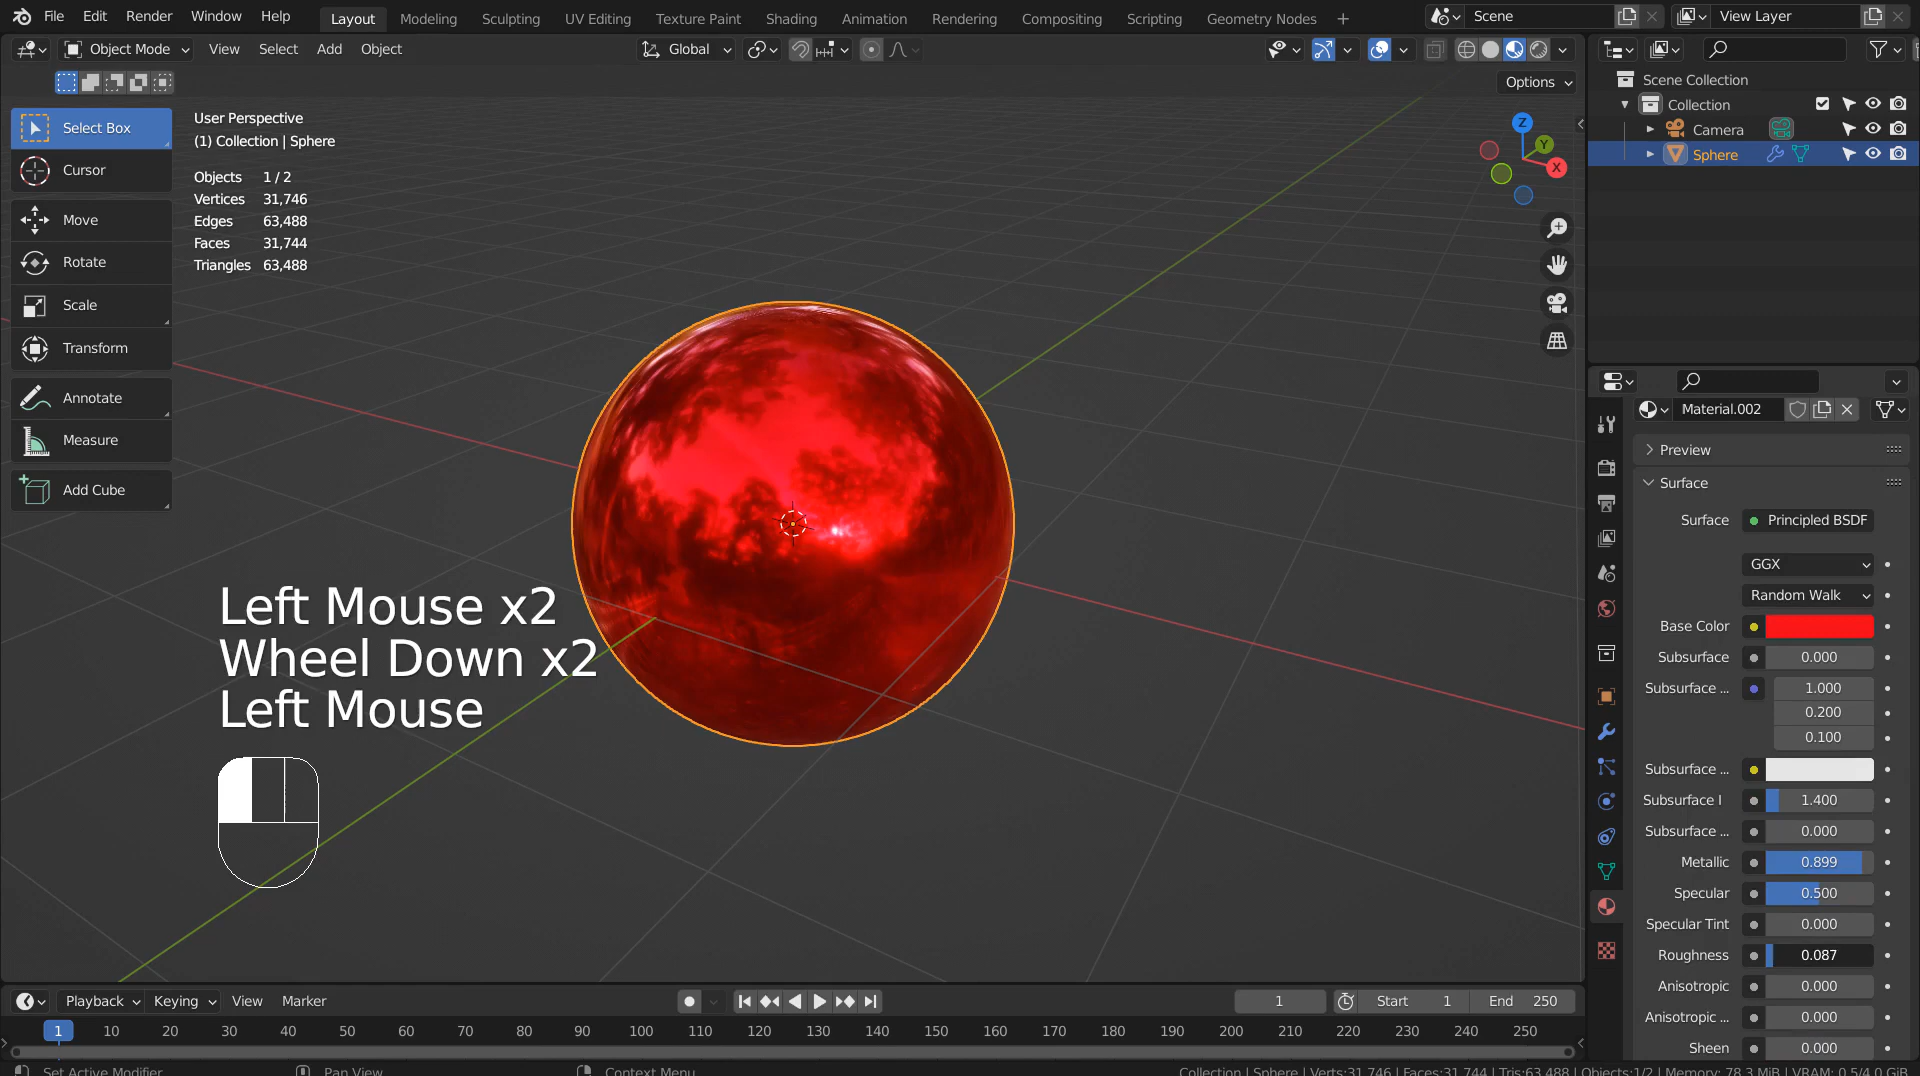 File Edit Render Window Help Layout Modeling Sculpting UV Editing Texture Paint Shading Animation Rendering Compositing Scripting Geometry Nodes + Scene View Layer
Object Mode View Select Add Object Global
Options
Select Box
Cursor
Move
Rotate
Scale
Transform
Annotate
Measure
Add Cube
User Perspective
(1) Collection | Sphere
Objects 1 / 2
Vertices 31,746
Edges 63,488
Faces 31,744
Triangles 63,488
Z
Y
X
Left Mouse x2
Wheel Down x2
Left Mouse
Scene Collection
Collection
Camera
Sphere
Material.002
Preview
Surface
Surface Principled BSDF
GGX
Random Walk
Base Color
Subsurface 0.000
Subsurface ... 1.000
0.200
0.100
Subsurface ...
Subsurface I 1.400
Subsurface ... 0.000
Metallic 0.899
Specular 0.500
Specular Tint 0.000
Roughness 0.087
Anisotropic 0.000
Anisotropic ... 0.000
Sheen 0.000
Playback Keying View Marker 1 Start 1 End 250
1 10 20 30 40 50 60 70 80 90 100 110 120 130 140 150 160 170 180 190 200 210 220 230 240 250
Set Active Modifier Pan View Context Menu Collection | Sphere | Verts:31,746 | Faces:31,744 | Tris:63,488 | Objects:1/2 | Memory: 78.3 MiB | VRAM: 0.5/4.0 GiB